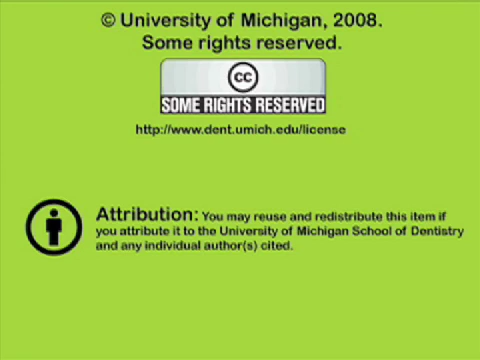 © University of Michigan, 2008.
Some rights reserved.
cc
SOME RIGHTS RESERVED
http://www.dent.umich.edu/license
Attribution: You may reuse and redistribute this item if
you attribute it to the University of Michigan School of Dentistry
and any individual author(s) cited.